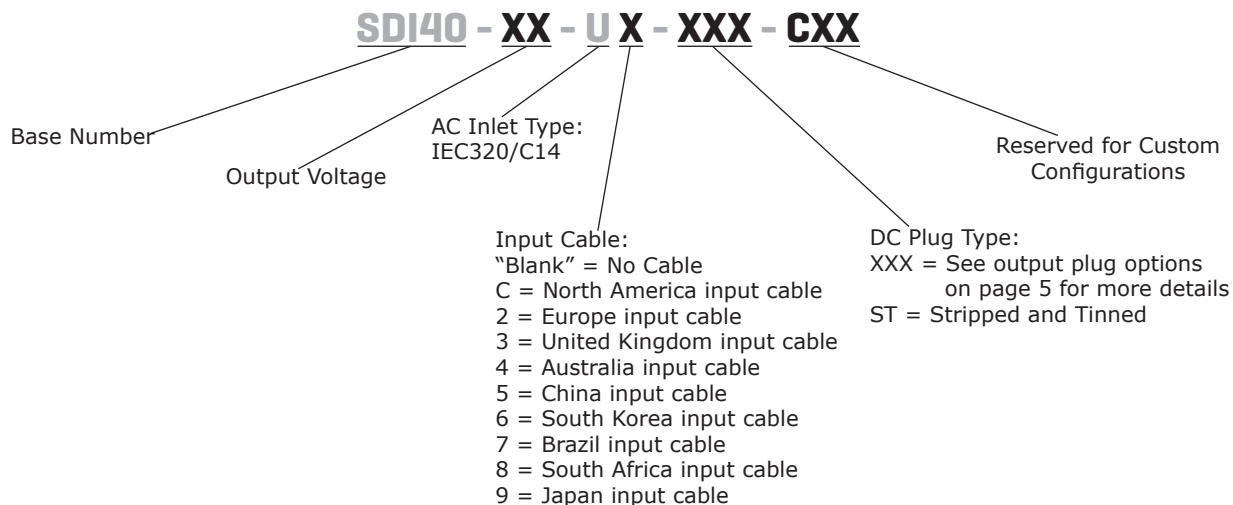 SDI40 - XX - U X - XXX - CXX
Base Number
Output Voltage
AC Inlet Type:
IEC320/C14
Input Cable:
“Blank” = No Cable
C = North America input cable
2 = Europe input cable
3 = United Kingdom input cable
4 = Australia input cable
5 = China input cable
6 = South Korea input cable
7 = Brazil input cable
8 = South Africa input cable
9 = Japan input cable
DC Plug Type:
XXX = See output plug options
on page 5 for more details
ST = Stripped and Tinned
Reserved for Custom
Configurations